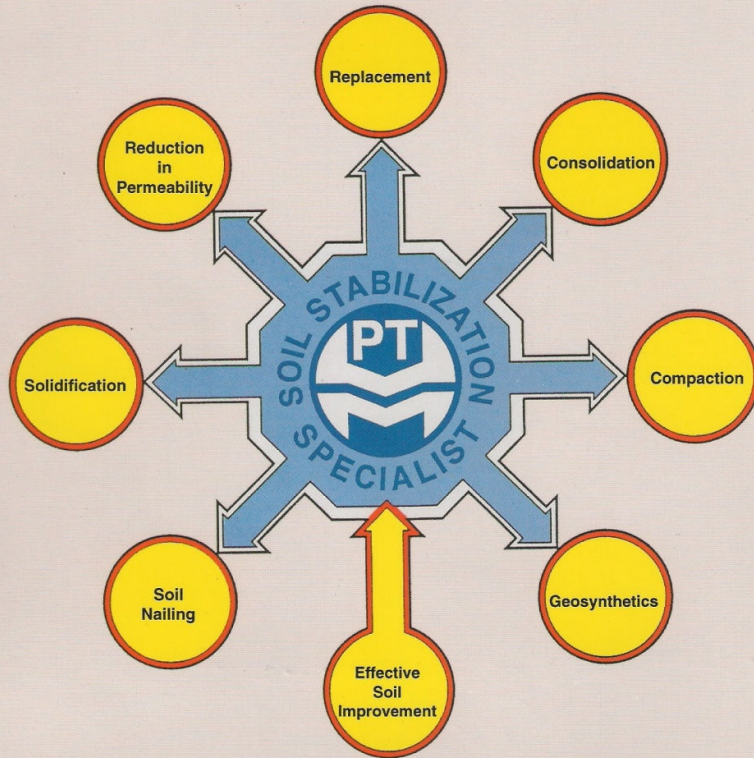 Replacement
Reduction
in
Permeability
Consolidation
SOIL STABILIZATION
SPECIALIST
PT
Solidification
Compaction
Soil
Nailing
Geosynthetics
Effective
Soil
Improvement